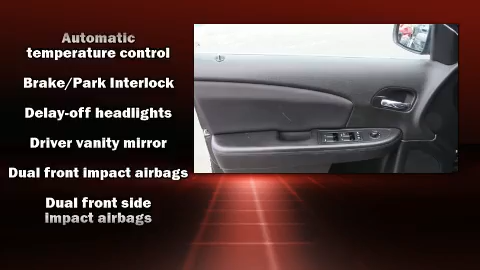 Automatic
temperature control
Brake/Park Interlock
Delay-off headlights
Driver vanity mirror
Dual front impact airbags
Dual front side
impact airbags